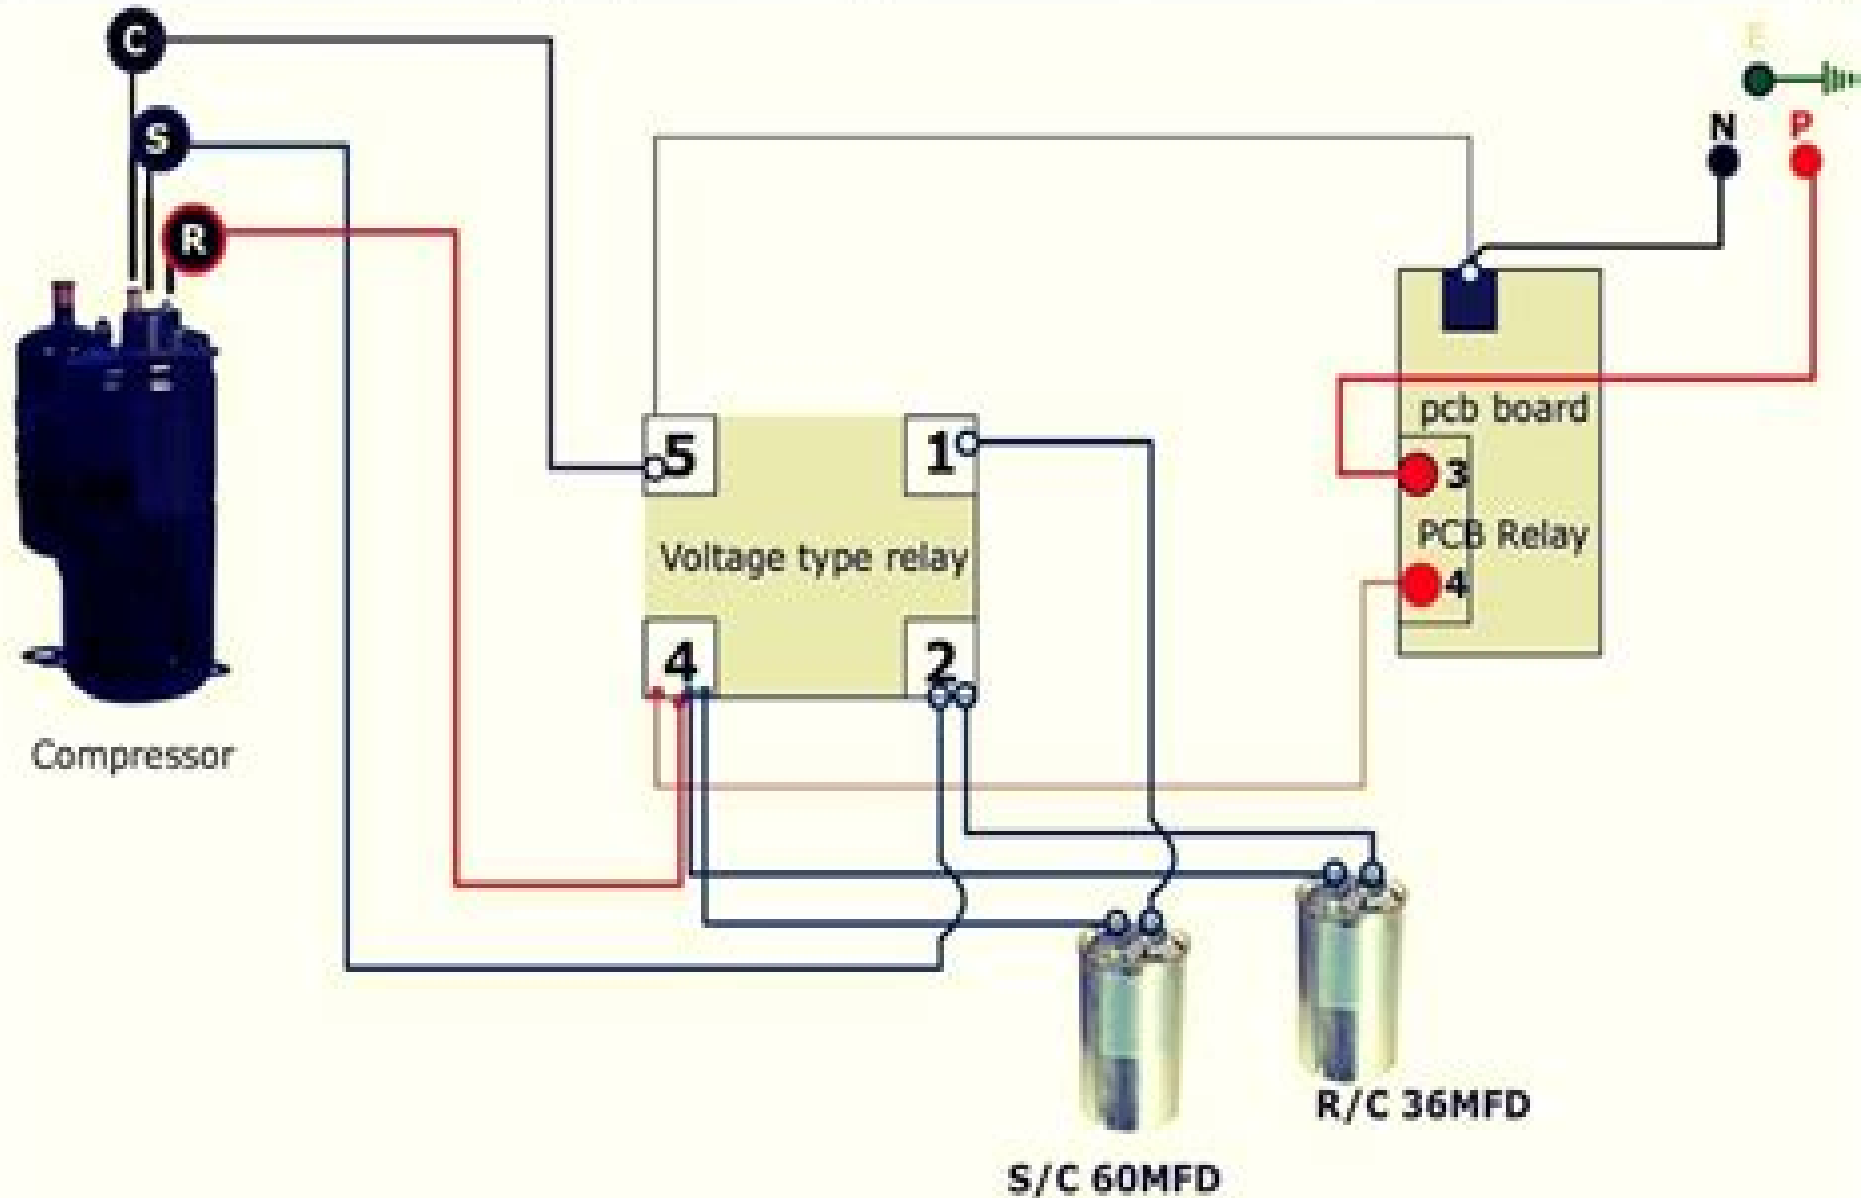 C
S
R
E
N P
pcb board
3
PCB Relay
4
5 1
Voltage type relay
4 2
Compressor
R/C 36MFD
S/C 60MFD